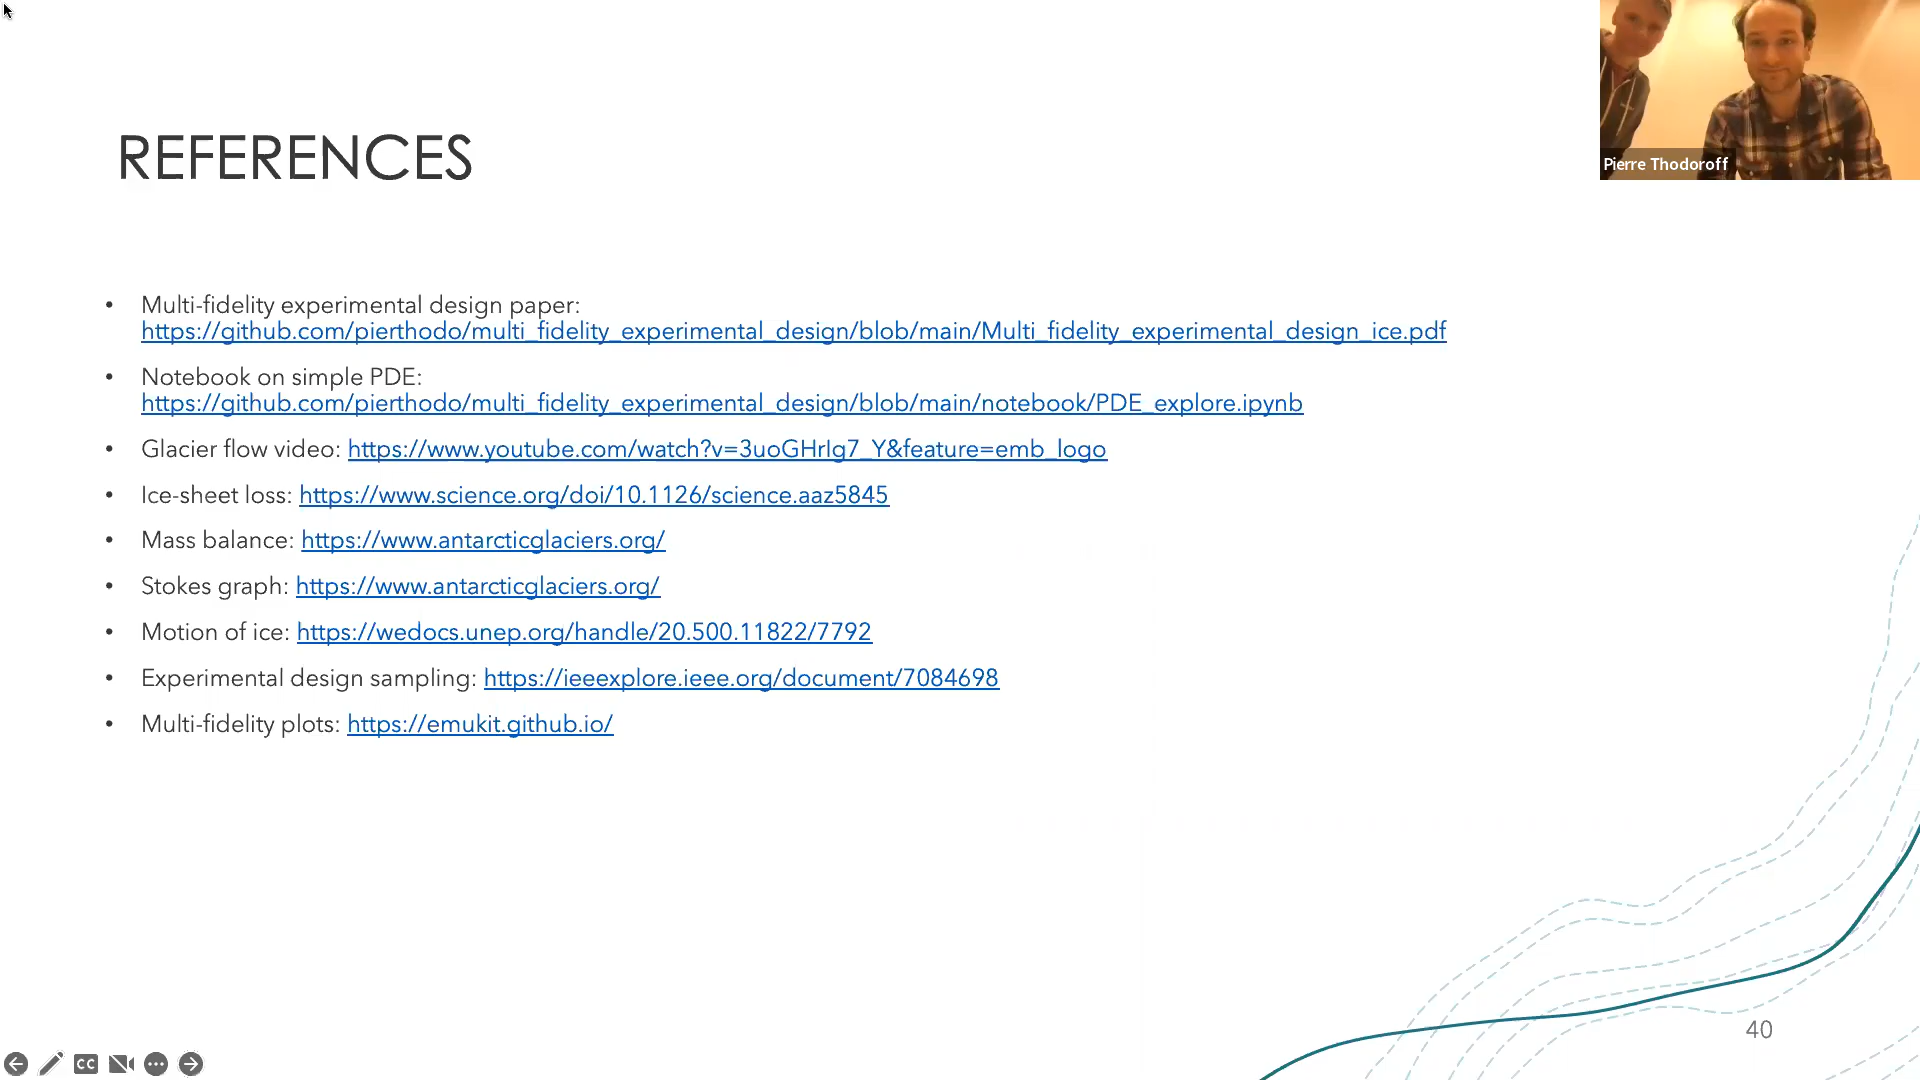 REFERENCES
Pierre Thodoroff
• Multi-fidelity experimental design paper:
https://github.com/pierthodo/multi_fidelity_experimental_design/blob/main/Multi_fidelity_experimental_design_ice.pdf
• Notebook on simple PDE:
https://github.com/pierthodo/multi_fidelity_experimental_design/blob/main/notebook/PDE_explore.ipynb
• Glacier flow video: https://www.youtube.com/watch?v=3uoGHrIg7_Y&feature=emb_logo
• Ice-sheet loss: https://www.science.org/doi/10.1126/science.aaz5845
• Mass balance: https://www.antarcticglaciers.org/
• Stokes graph: https://www.antarcticglaciers.org/
• Motion of ice: https://wedocs.unep.org/handle/20.500.11822/7792
• Experimental design sampling: https://ieeexplore.ieee.org/document/7084698
• Multi-fidelity plots: https://emukit.github.io/
40
CC